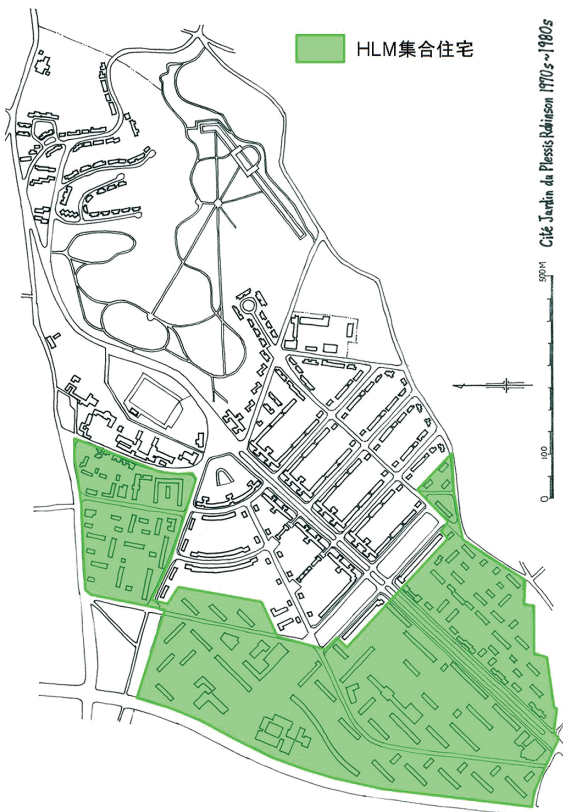 HLM集合住宅
Cité Jardin du Plessis Robinson 1970s~1980s
500M
100
0